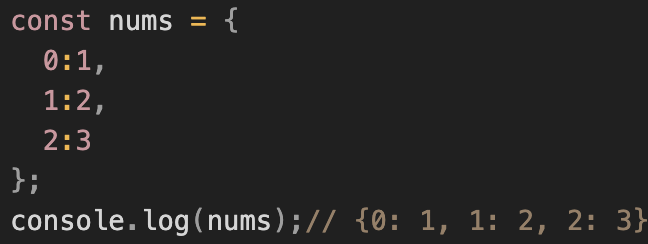 const nums = {
  0:1,
  1:2,
  2:3
};
console.log(nums);// {0: 1, 1: 2, 2: 3}